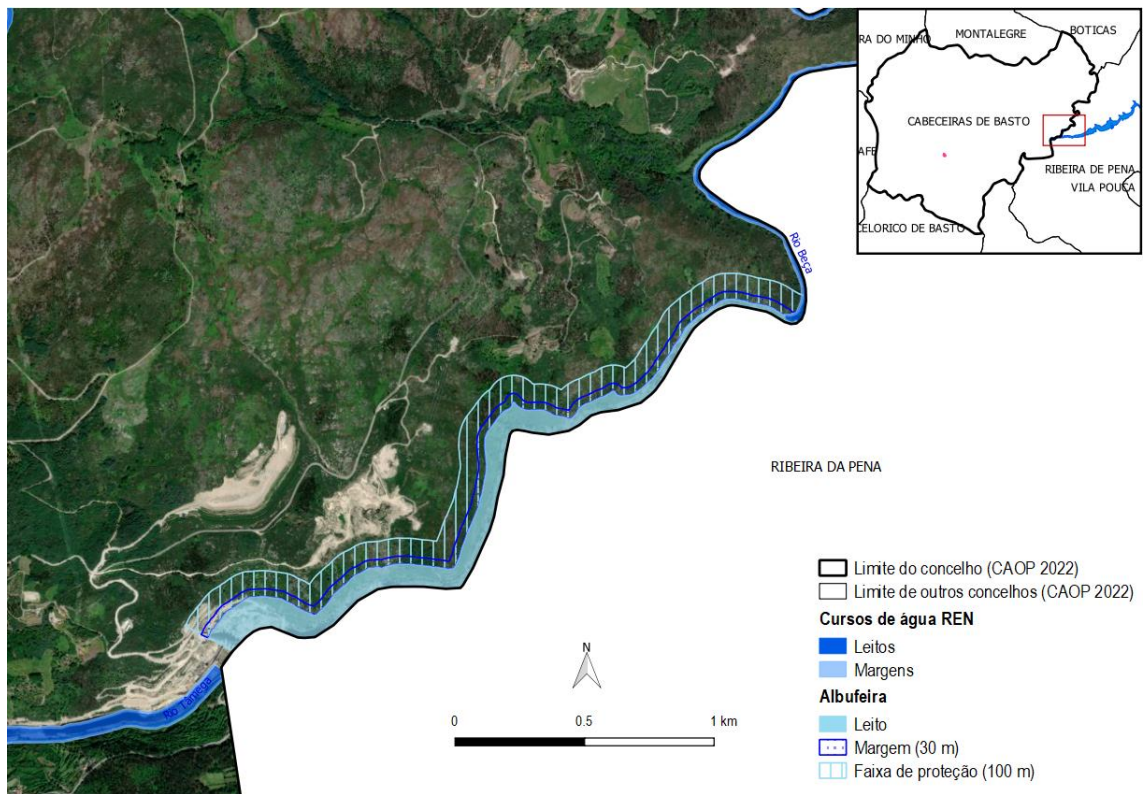 RA DO MINHO
MONTALEGRE
BOTICAS
CABECEIRAS DE BASTO
AFE
RIBEIRA DE PENA
VILA POUCA
CELORICO DE BASTO
Rio Beça
RIBEIRA DA PENA
Rio Tâmega
N
0 0.5 1 km
Limite do concelho (CAOP 2022)
Limite de outros concelhos (CAOP 2022)
Cursos de água REN
Leitos
Margens
Albufeira
Leito
Margem (30 m)
Faixa de proteção (100 m)